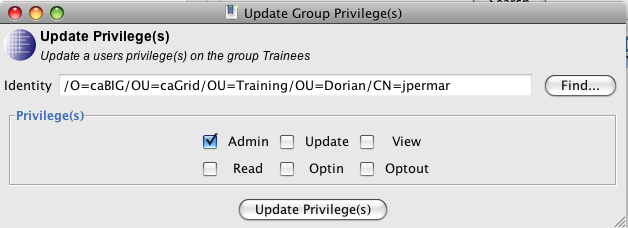 Update Group Privilege(s)
Update Privilege(s)
Update a users privilege(s) on the group Trainees
Identity /O=caBIG/OU=caGrid/OU=Training/OU=Dorian/CN=jpermar Find...
Privilege(s)
Admin Update View
Read Optin Optout
Update Privilege(s)